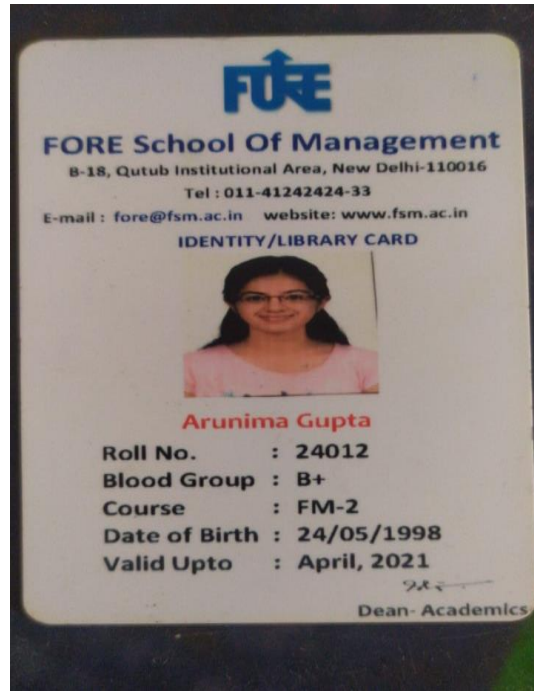 FORE
FORE School Of Management
B-18, Qutub Institutional Area, New Delhi-110016
Tel : 011-41242424-33
E-mail : fore@fsm.ac.in website: www.fsm.ac.in
IDENTITY/LIBRARY CARD
Arunima Gupta
Roll No. : 24012
Blood Group : B+
Course : FM-2
Date of Birth : 24/05/1998
Valid Upto : April, 2021
Dean- Academics